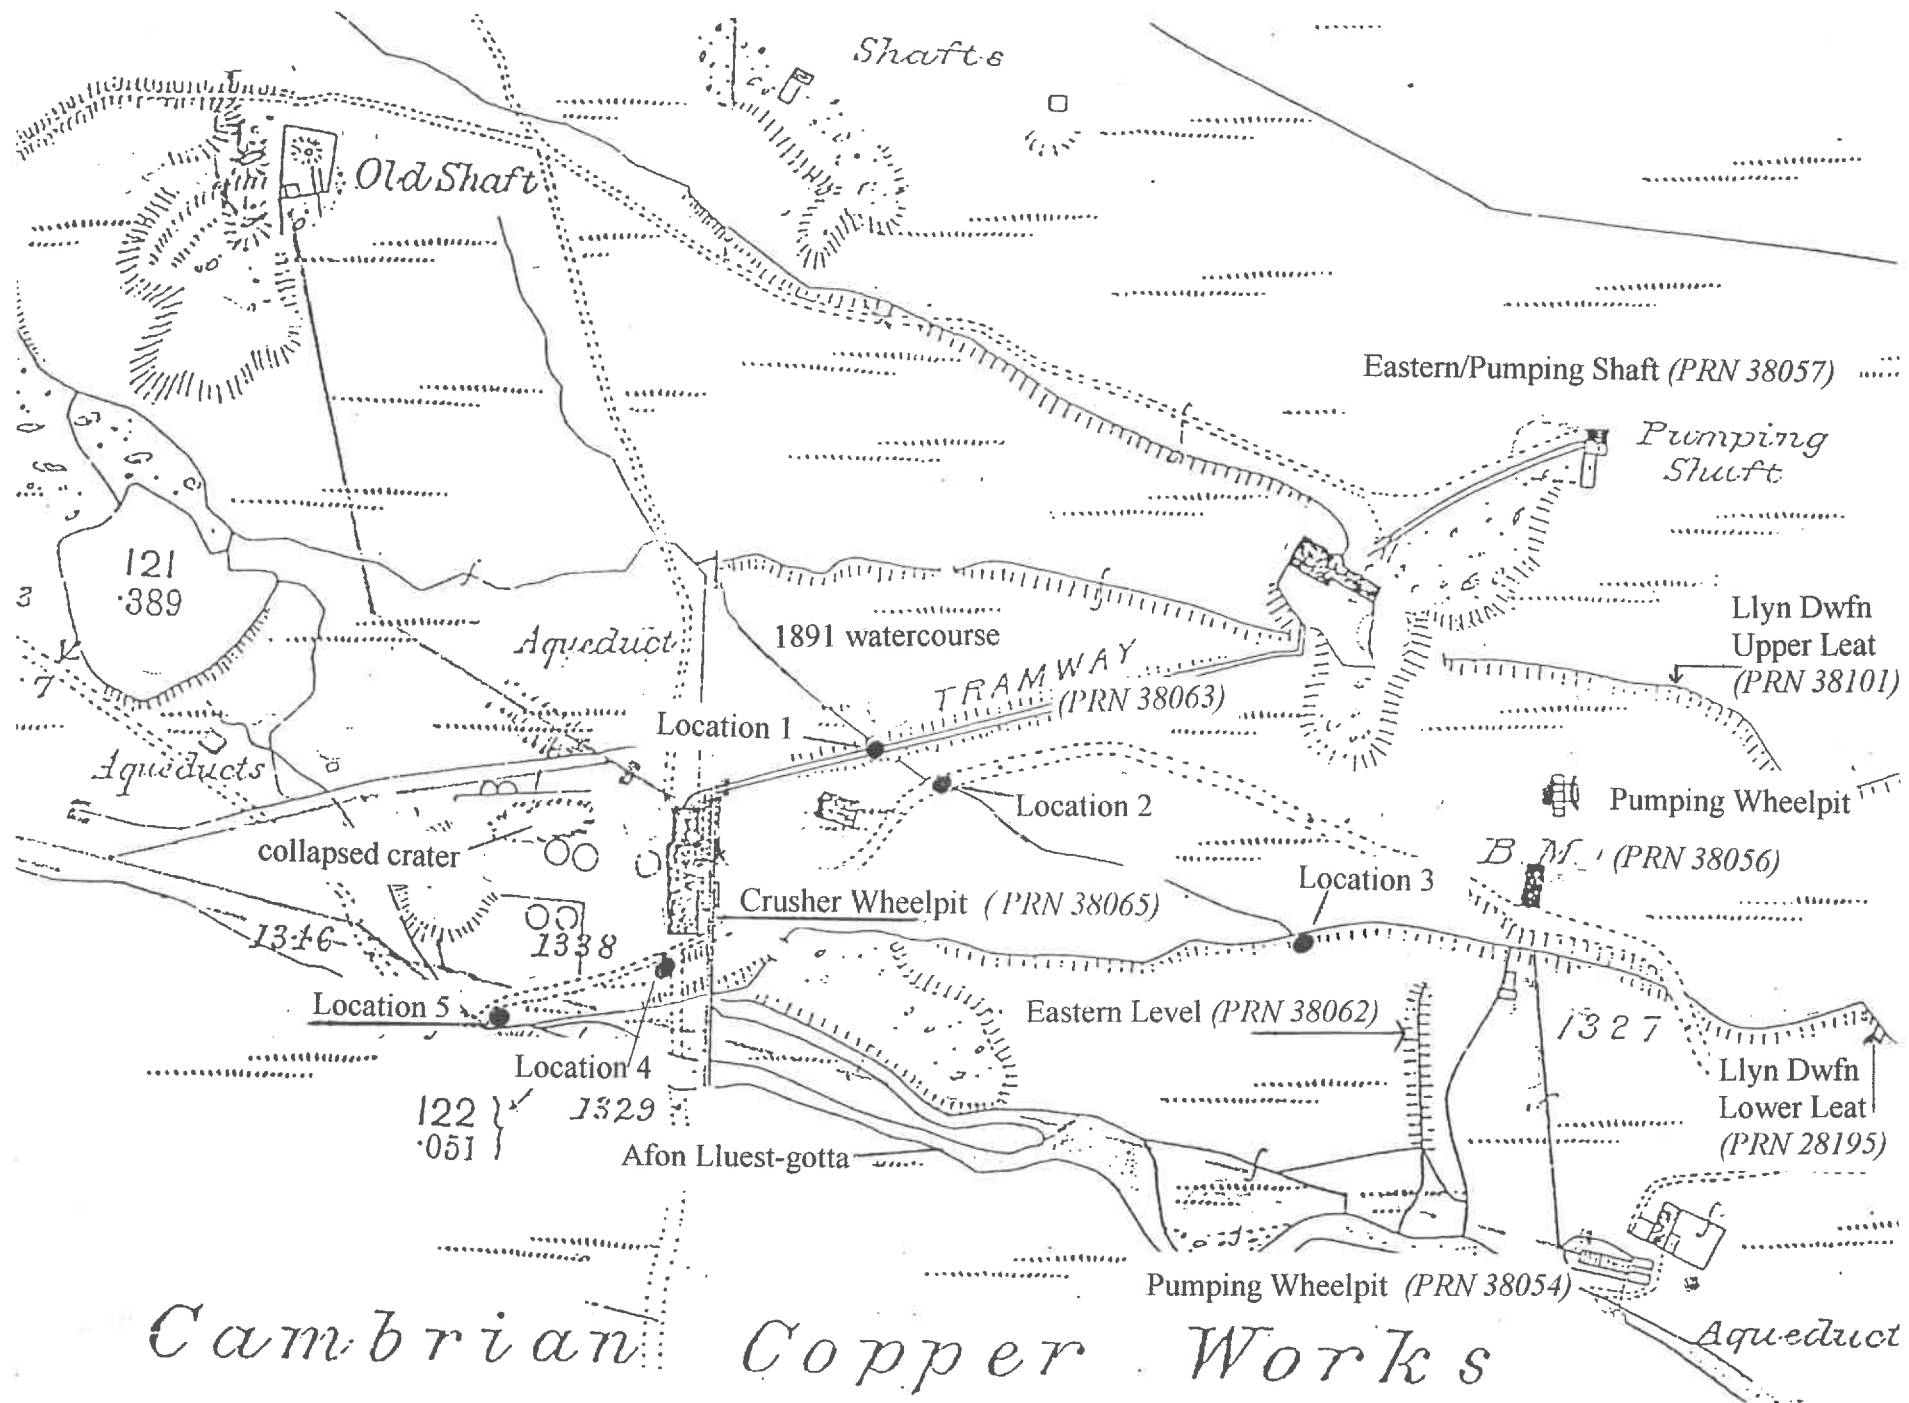 Shafts
Old Shaft
Eastern/Pumping Shaft (PRN 38057)
Pumping
Shaft
121
·389
3
7
Aqueduct
1891 watercourse
TRAMWAY
(PRN 38063)
Llyn Dwfn
Upper Leat
(PRN 38101)
Location 1
Aqueducts
Location 2
Pumping Wheelpit
(PRN 38056)
B.M.
collapsed crater
Location 3
Crusher Wheelpit (PRN 38065)
1316
1338
Location 5
Eastern Level (PRN 38062)
1327
Location 4
Llyn Dwfn
Lower Leat
(PRN 28195)
122
·051
1329
Afon Lluest-gotta
Pumping Wheelpit (PRN 38054)
Aqueduct
Cambrian Copper Works